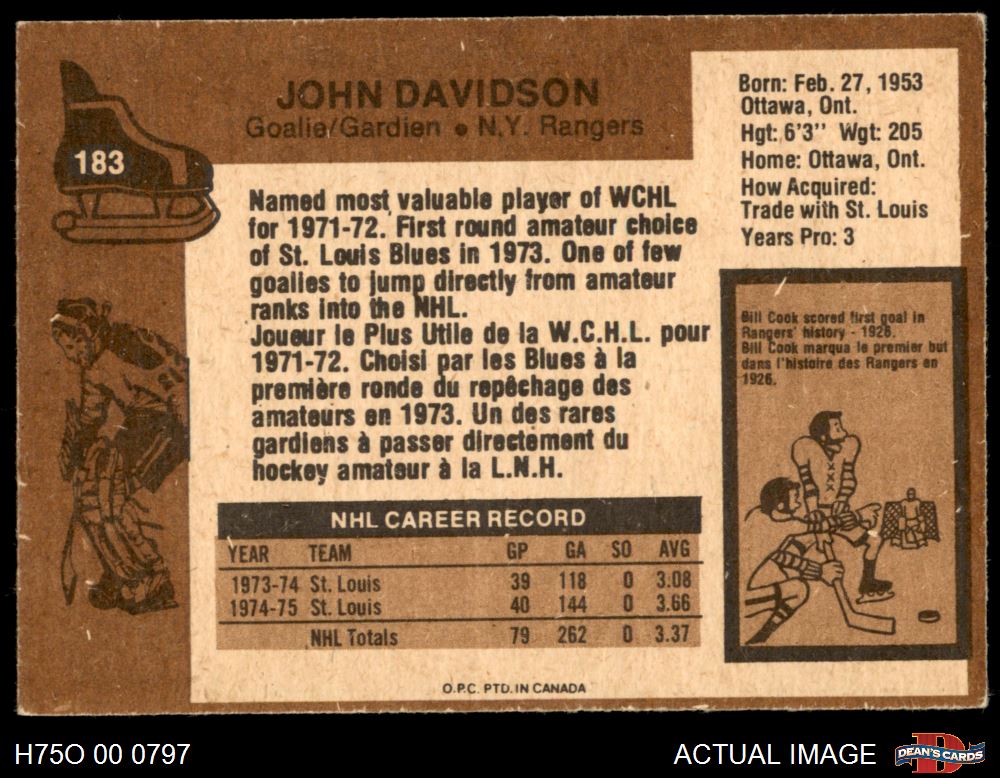 JOHN DAVIDSON
Goalie/Gardien • N.Y. Rangers
183
Born: Feb. 27, 1953
Ottawa, Ont.
Hgt: 6'3" Wgt: 205
Home: Ottawa, Ont.
How Acquired:
Trade with St. Louis
Years Pro: 3
Named most valuable player of WCHL
for 1971-72. First round amateur choice
of St. Louis Blues in 1973. One of few
goalies to jump directly from amateur
ranks into the NHL.
Joueur le Plus Utile de la W.C.H.L. pour
1971-72. Choisi par les Blues à la
première ronde du repêchage des
amateurs en 1973. Un des rares
gardiens à passer directement du
hockey amateur à la L.N.H.
Bill Cook scored first goal in
Rangers' history - 1926.
Bill Cook marqua le premier but
dans l'histoire des Rangers en
1926.
NHL CAREER RECORD
YEAR TEAM GP GA SO AVG
1973-74 St. Louis 39 118 0 3.08
1974-75 St. Louis 40 144 0 3.66
NHL Totals 79 262 0 3.37
O.P.C. PTD. IN CANADA
H75O 00 0797
ACTUAL IMAGE
D
DEAN'S CARDS